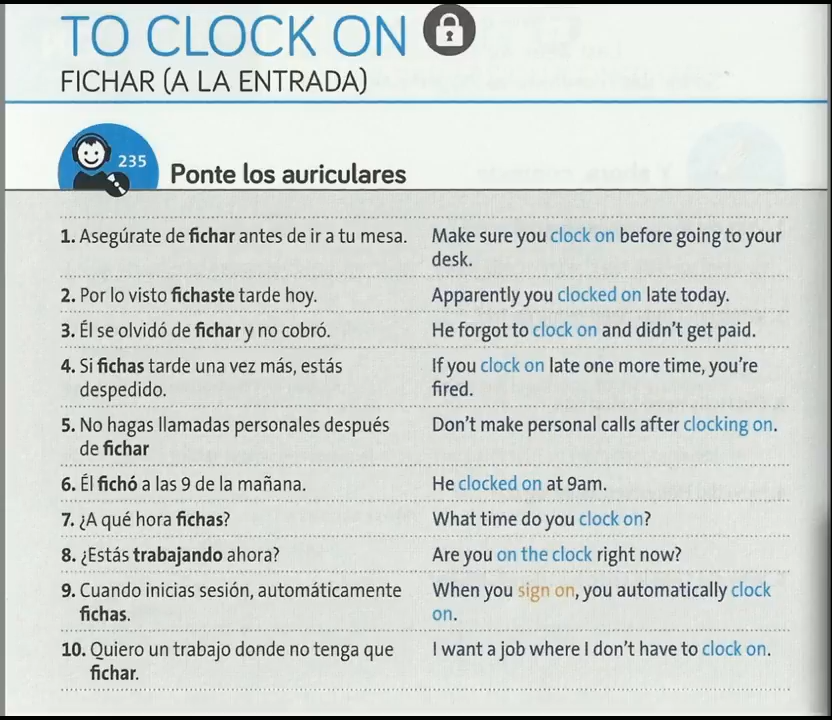 TO CLOCK ON
FICHAR (A LA ENTRADA)
235
Ponte los auriculares
1. Asegúrate de fichar antes de ir a tu mesa.
Make sure you clock on before going to your
desk.
2. Por lo visto fichaste tarde hoy.
Apparently you clocked on late today.
3. Él se olvidó de fichar y no cobró.
He forgot to clock on and didn't get paid.
4. Si fichas tarde una vez más, estás
despedido.
If you clock on late one more time, you're
fired.
5. No hagas llamadas personales después
de fichar
Don't make personal calls after clocking on.
6. Él fichó a las 9 de la mañana.
He clocked on at 9am.
7. ¿A qué hora fichas?
What time do you clock on?
8. ¿Estás trabajando ahora?
Are you on the clock right now?
9. Cuando inicias sesión, automáticamente
fichas.
When you sign on, you automatically clock
on.
10. Quiero un trabajo donde no tenga que
fichar.
I want a job where I don't have to clock on.